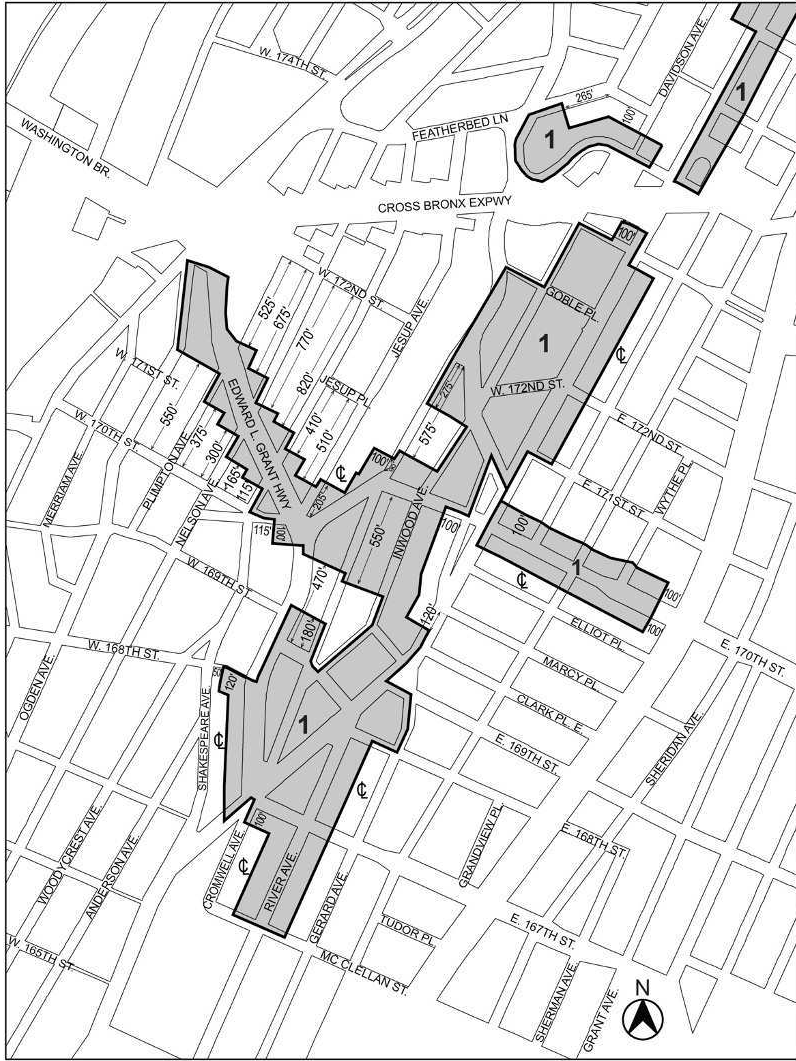 W. 174TH ST.
DAVIDSON AVE.
1
265'
100'
FEATHERBED LN
1
WASHINGTON BR.
CROSS BRONX EXPWY
100'
W. 172ND ST.
525'
675'
770'
820'
GOBLE PL.
JESUP AVE.
1
℄
W. 171ST ST.
550'
375'
300'
165'
115'
EDWARD L. GRANT HWY
JESUP PL.
410'
510'
275'
W. 172ND ST.
575'
E. 172ND ST.
W. 170TH ST.
MERRIAM AVE.
PLIMPTON AVE.
NELSON AVE.
℄
100'
205'
WYTHE PL.
E. 171ST ST.
115'
100'
550'
INWOOD AVE.
100'
100'
1
℄
100'
100'
W. 169TH ST.
470'
120'
180'
ELLIOT PL.
E. 170TH ST.
W. 168TH ST.
50'
120'
MARCY PL.
OGDEN AVE.
SHAKESPEARE AVE.
℄
1
CLARK PL. E.
E. 169TH ST.
SHERIDAN AVE.
℄
100'
E. 168TH ST.
GRANDVIEW PL.
WOODYCREST AVE.
ANDERSON AVE.
CROMWELL AVE.
℄
RIVER AVE.
GERARD AVE.
TUDOR PL.
E. 167TH ST.
W. 165TH ST.
MC CLELLAN ST.
SHERMAN AVE.
GRANT AVE.
N